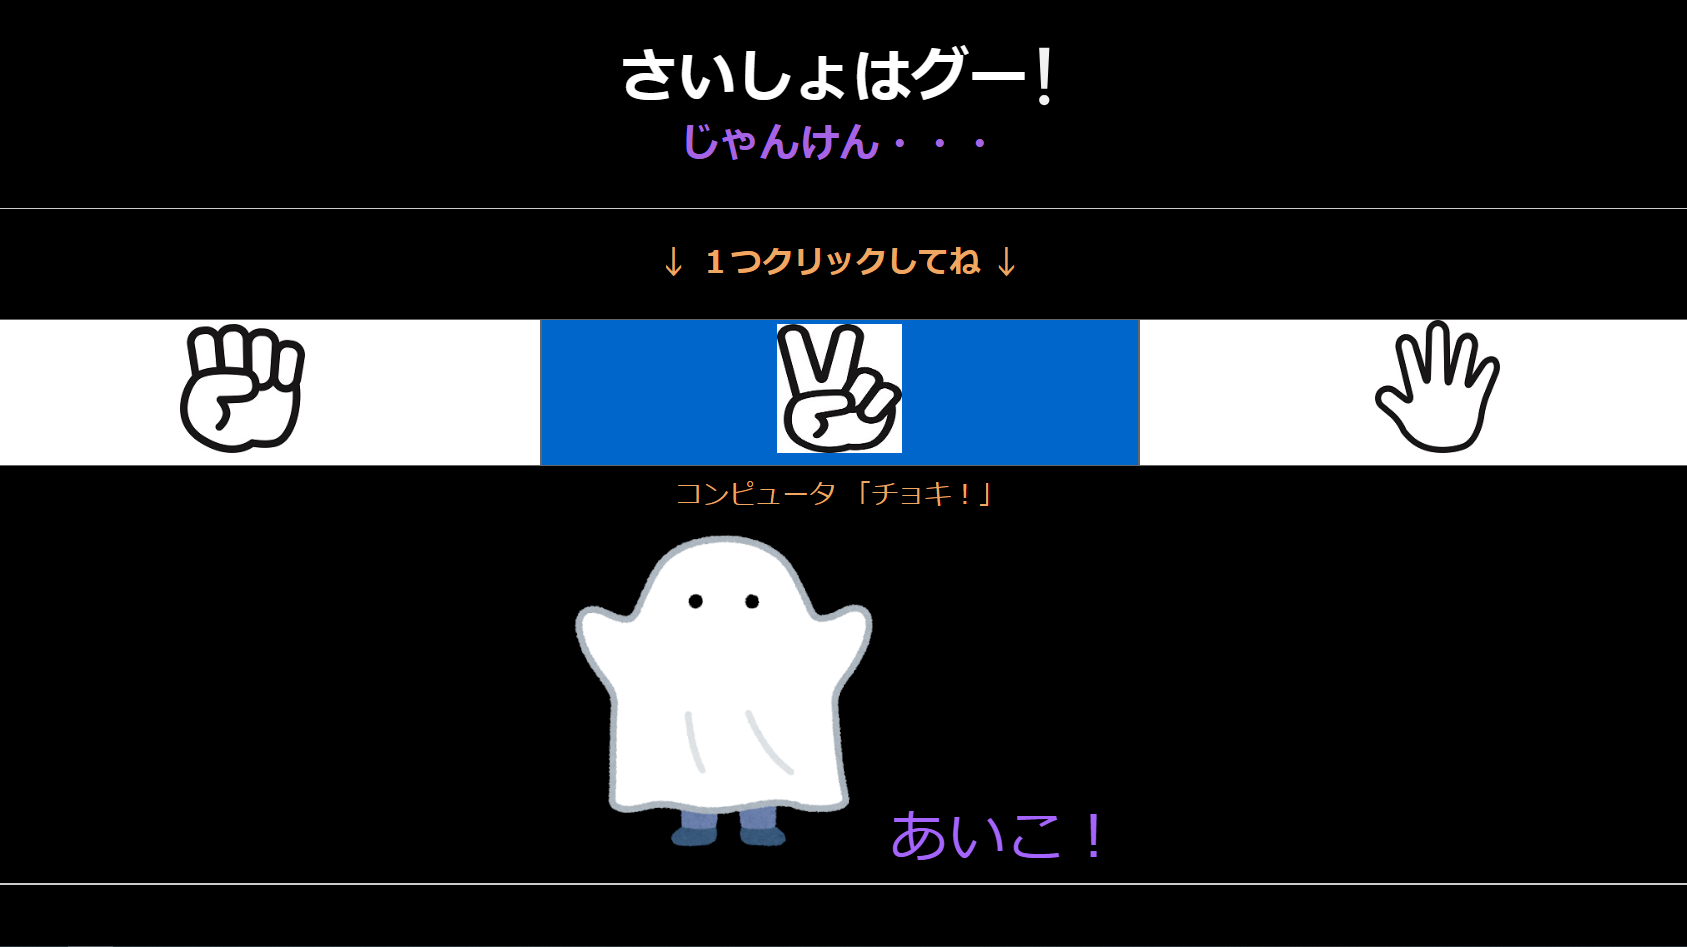 さいしょはグー！
じゃんけん・・・
↓ １つクリックしてね ↓
コンピュータ 「チョキ！」
あいこ！